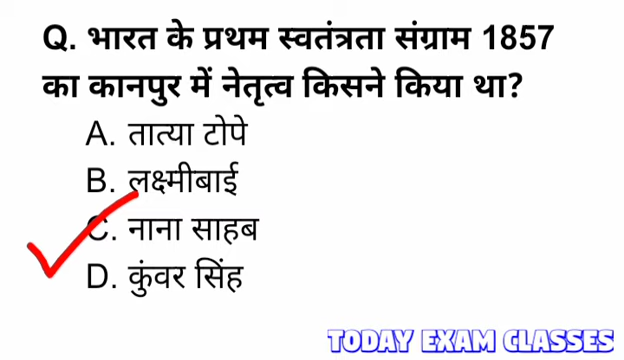 Q. भारत के प्रथम स्वतंत्रता संग्राम 1857
का कानपुर में नेतृत्व किसने किया था?
A. तात्या टोपे
B. लक्ष्मीबाई
C. नाना साहब
D. कुंवर सिंह
TODAY EXAM CLASSES